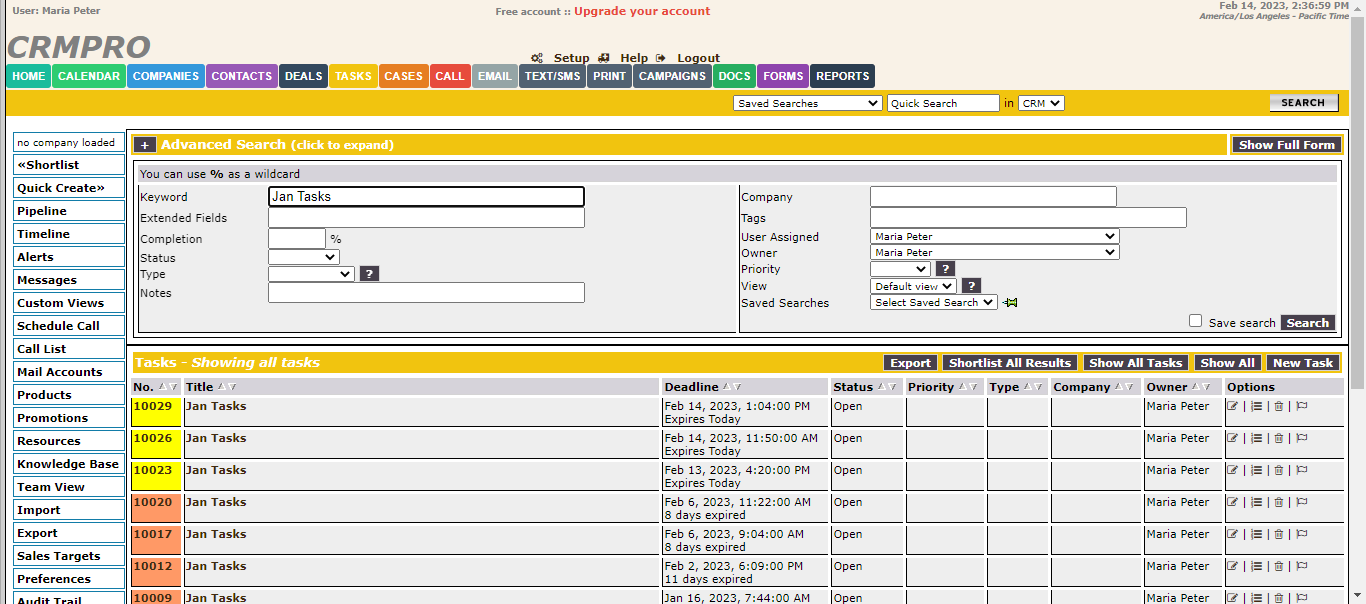 User: Maria Peter
Free account :: Upgrade your account
Feb 14, 2023, 2:36:59 PM
America/Los Angeles - Pacific Time
CRMPRO
Setup Help Logout
HOME CALENDAR COMPANIES CONTACTS DEALS TASKS CASES CALL EMAIL TEXT/SMS PRINT CAMPAIGNS DOCS FORMS REPORTS
Saved Searches Quick Search in CRM SEARCH
no company loaded
«Shortlist
Quick Create»
Pipeline
Timeline
Alerts
Messages
Custom Views
Schedule Call
Call List
Mail Accounts
Products
Promotions
Resources
Knowledge Base
Team View
Import
Export
Sales Targets
Preferences
Audit Trail
+ Advanced Search (click to expand) Show Full Form
You can use % as a wildcard
Keyword Jan Tasks
Extended Fields
Completion %
Status
Type ?
Notes
Company
Tags
User Assigned Maria Peter
Owner Maria Peter
Priority ?
View Default view ?
Saved Searches Select Saved Search
Save search Search
Tasks - Showing all tasks Export Shortlist All Results Show All Tasks Show All New Task
No. Title Deadline Status Priority Type Company Owner Options
10029 Jan Tasks Feb 14, 2023, 1:04:00 PM Open Maria Peter
Expires Today
10026 Jan Tasks Feb 14, 2023, 11:50:00 AM Open Maria Peter
Expires Today
10023 Jan Tasks Feb 13, 2023, 4:20:00 PM Open Maria Peter
Expires Today
10020 Jan Tasks Feb 6, 2023, 11:22:00 AM Open Maria Peter
8 days expired
10017 Jan Tasks Feb 6, 2023, 9:04:00 AM Open Maria Peter
8 days expired
10012 Jan Tasks Feb 2, 2023, 6:09:00 PM Open Maria Peter
11 days expired
10009 Jan Tasks Jan 16, 2023, 7:44:00 AM Open Maria Peter